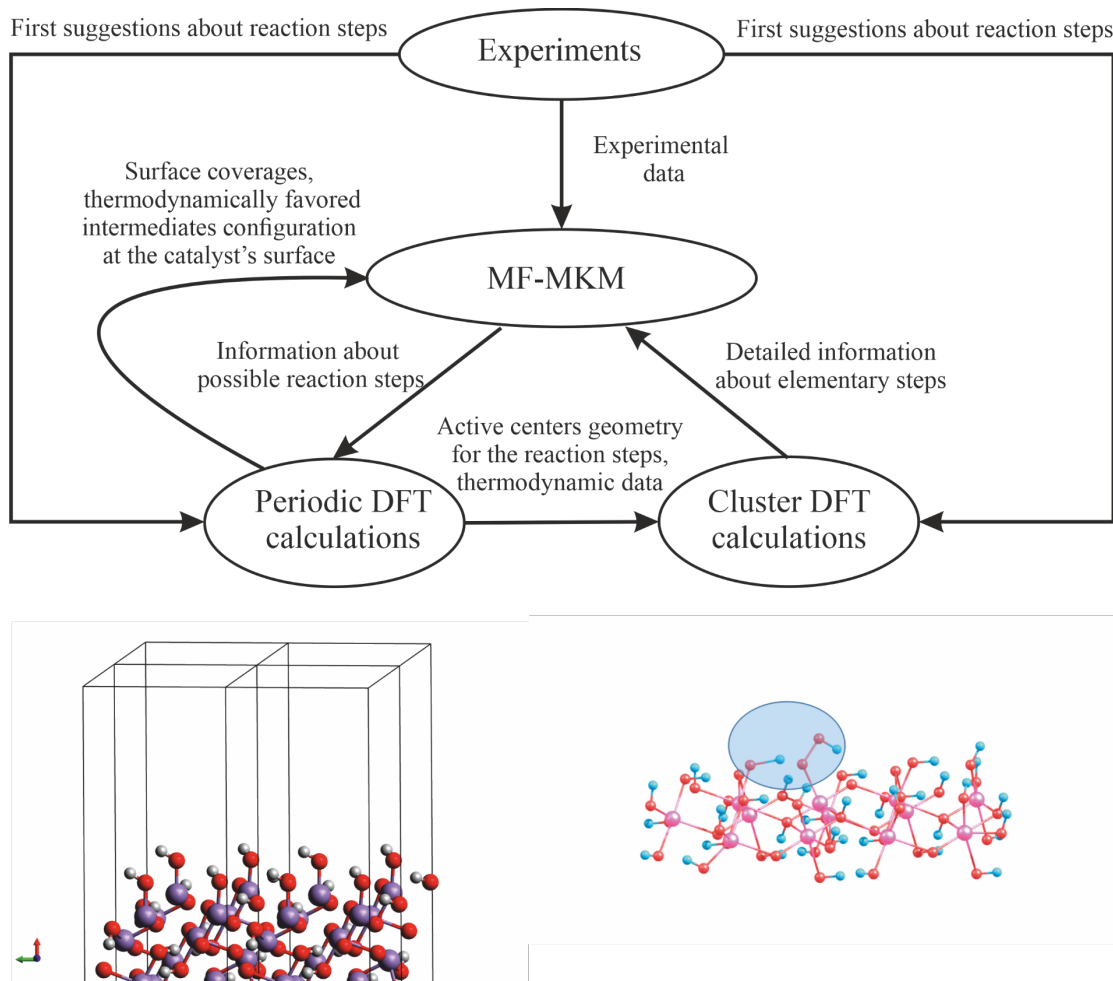 First suggestions about reaction steps
Experiments
First suggestions about reaction steps
Experimental
data
Surface coverages,
thermodynamically favored
intermediates configuration
at the catalyst's surface
MF-MKM
Information about
possible reaction steps
Detailed information
about elementary steps
Active centers geometry
for the reaction steps,
thermodynamic data
Periodic DFT
calculations
Cluster DFT
calculations